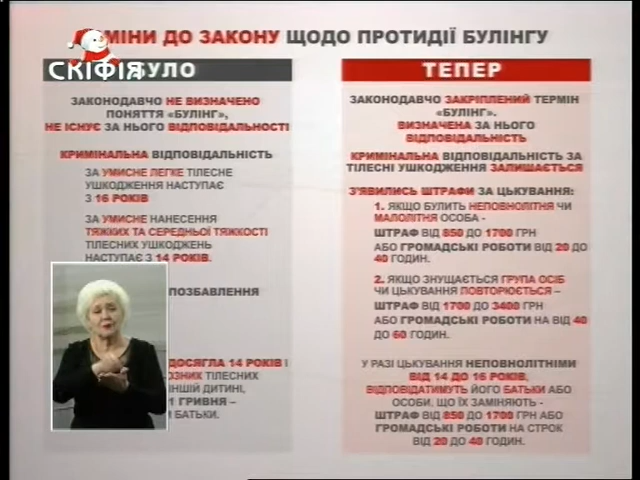 МІНИ ДО ЗАКОНУ ЩОДО ПРОТИДІЇ БУЛІНГУ
СКІФІЯ
БУЛО
ЗАКОНОДАВЧО НЕ ВИЗНАЧЕНО
ПОНЯТТЯ «БУЛІНГ»,
НЕ ІСНУЄ ЗА НЬОГО ВІДПОВІДАЛЬНОСТІ
КРИМІНАЛЬНА ВІДПОВІДАЛЬНІСТЬ
ЗА УМИСНЕ ЛЕГКЕ ТІЛЕСНЕ
УШКОДЖЕННЯ НАСТУПАЄ
З 16 РОКІВ
ЗА УМИСНЕ НАНЕСЕННЯ
ТЯЖКИХ ТА СЕРЕДНЬОЇ ТЯЖКОСТІ
ТІЛЕСНИХ УШКОДЖЕНЬ
НАСТУПАЄ З 14 РОКІВ.
ПОЗБАВЛЕННЯ
ДОСЯГЛА 14 РОКІВ І
ТІЛЕСНИХ
ІНШІЙ ДИТИНІ,
1 ГРИВНЯ –
БАТЬКИ.
ТЕПЕР
ЗАКОНОДАВЧО ЗАКРІПЛЕНИЙ ТЕРМІН
«БУЛІНГ».
ВИЗНАЧЕНА ЗА НЬОГО
ВІДПОВІДАЛЬНІСТЬ
КРИМІНАЛЬНА ВІДПОВІДАЛЬНІСТЬ ЗА
ТІЛЕСНІ УШКОДЖЕННЯ ЗАЛИШАЄТЬСЯ
З'ЯВИЛИСЬ ШТРАФИ ЗА ЦЬКУВАННЯ:
1. ЯКЩО БУЛИТЬ НЕПОВНОЛІТНЯ ЧИ
МАЛОЛІТНЯ ОСОБА -
ШТРАФ ВІД 850 ДО 1700 ГРН
АБО ГРОМАДСЬКІ РОБОТИ ВІД 20 ДО
40 ГОДИН.
2. ЯКЩО ЗНУЩАЄТЬСЯ ГРУПА ОСІБ
ЧИ ЦЬКУВАННЯ ПОВТОРЮЄТЬСЯ –
ШТРАФ ВІД 1700 ДО 3400 ГРН
АБО ГРОМАДСЬКІ РОБОТИ НА ВІД 40
ДО 60 ГОДИН.
У РАЗІ ЦЬКУВАННЯ НЕПОВНОЛІТНІМИ
ВІД 14 ДО 16 РОКІВ,
ВІДПОВІДАТИМУТЬ ЙОГО БАТЬКИ АБО
ОСОБИ, ЩО ЇХ ЗАМІНЯЮТЬ -
ШТРАФ ВІД 850 ДО 1700 ГРН АБО
ГРОМАДСЬКІ РОБОТИ НА СТРОК
ВІД 20 ДО 40 ГОДИН.